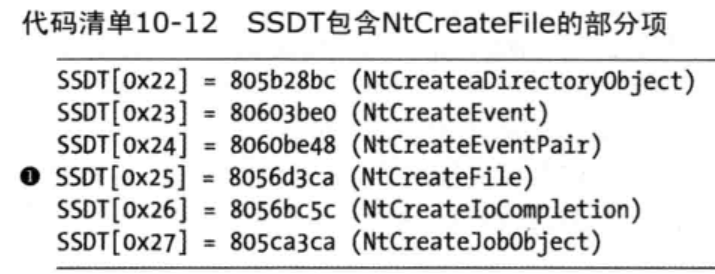 代码清单10-12 SSDT包含NtCreateFile的部分项
SSDT[0x22] = 805b28bc (NtCreateaDirectoryObject)
SSDT[0x23] = 80603be0 (NtCreateEvent)
SSDT[0x24] = 8060be48 (NtCreateEventPair)
❶ SSDT[0x25] = 8056d3ca (NtCreateFile)
SSDT[0x26] = 8056bc5c (NtCreateIoCompletion)
SSDT[0x27] = 805ca3ca (NtCreateJobObject)